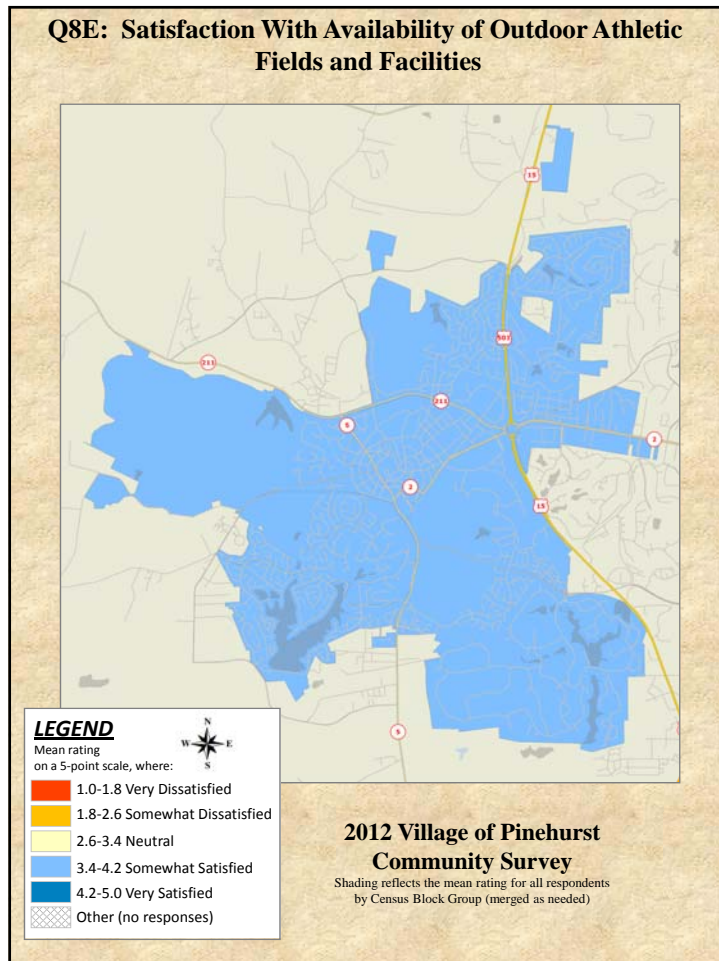 Q8E: Satisfaction With Availability of Outdoor Athletic
Fields and Facilities
15
507
211
211
5
2
2
15
5
LEGEND
N
W E
S
Mean rating
on a 5-point scale, where:
1.0-1.8 Very Dissatisfied
1.8-2.6 Somewhat Dissatisfied
2.6-3.4 Neutral
3.4-4.2 Somewhat Satisfied
4.2-5.0 Very Satisfied
Other (no responses)
2012 Village of Pinehurst
Community Survey
Shading reflects the mean rating for all respondents
by Census Block Group (merged as needed)